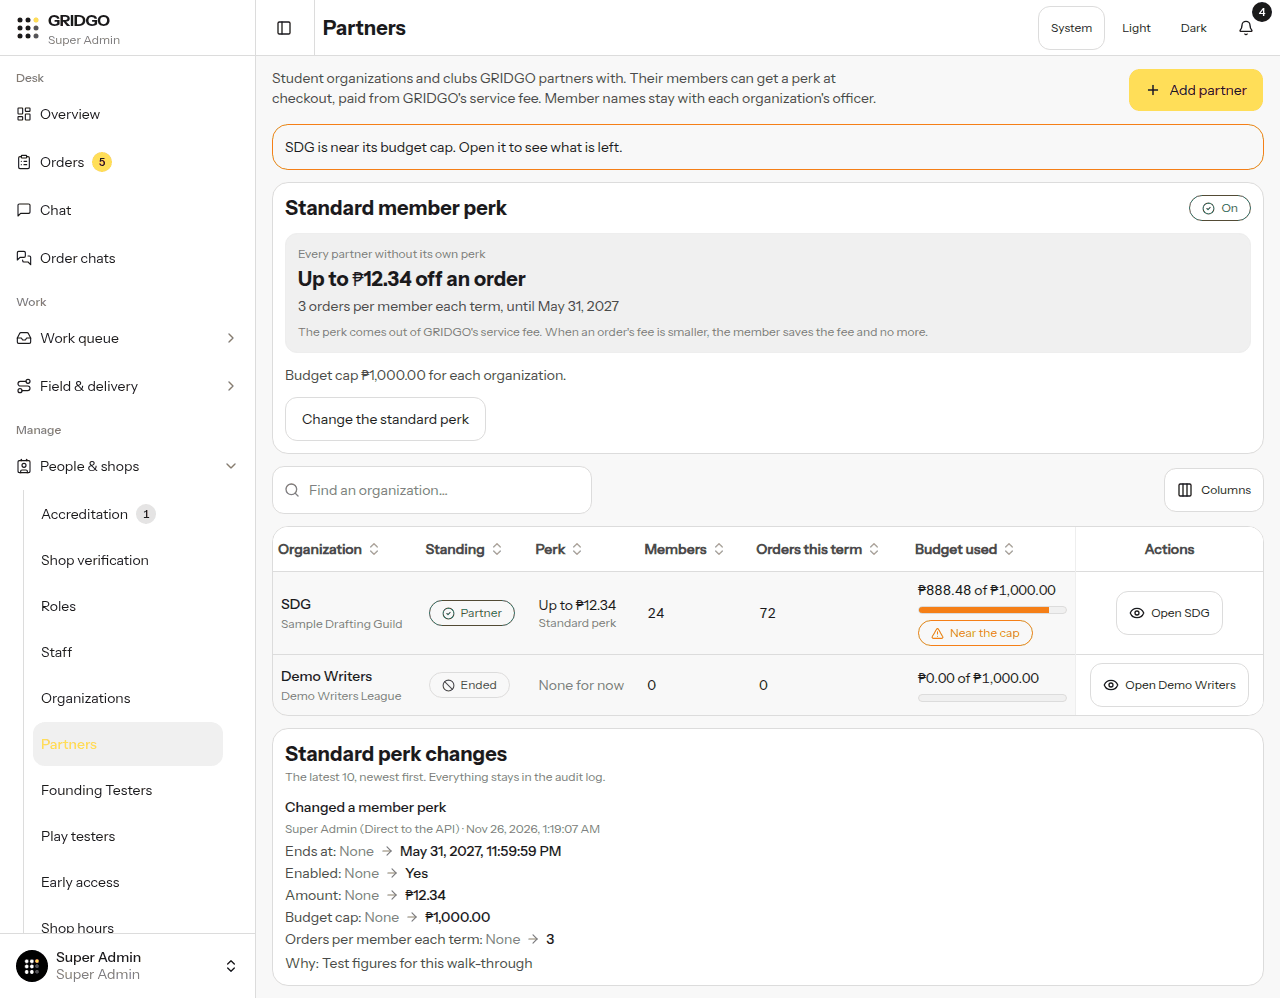 GRIDGO
Super Admin
Partners
System
Light
Dark
4
Desk
Overview
Orders 5
Chat
Order chats
Work
Work queue
Field & delivery
Manage
People & shops
Accreditation 1
Shop verification
Roles
Staff
Organizations
Partners
Founding Testers
Play testers
Early access
Shop hours
Super Admin
Super Admin
Student organizations and clubs GRIDGO partners with. Their members can get a perk at
checkout, paid from GRIDGO's service fee. Member names stay with each organization's officer.
Add partner
SDG is near its budget cap. Open it to see what is left.
Standard member perk
On
Every partner without its own perk
Up to ₱12.34 off an order
3 orders per member each term, until May 31, 2027
The perk comes out of GRIDGO's service fee. When an order's fee is smaller, the member saves the fee and no more.
Budget cap ₱1,000.00 for each organization.
Change the standard perk
Find an organization...
Columns
Organization Standing Perk Members Orders this term Budget used Actions
SDG
Sample Drafting Guild
Partner
Up to ₱12.34
Standard perk
24
72
₱888.48 of ₱1,000.00
Near the cap
Open SDG
Demo Writers
Demo Writers League
Ended
None for now
0
0
₱0.00 of ₱1,000.00
Open Demo Writers
Standard perk changes
The latest 10, newest first. Everything stays in the audit log.
Changed a member perk
Super Admin (Direct to the API) · Nov 26, 2026, 1:19:07 AM
Ends at: None → May 31, 2027, 11:59:59 PM
Enabled: None → Yes
Amount: None → ₱12.34
Budget cap: None → ₱1,000.00
Orders per member each term: None → 3
Why: Test figures for this walk-through